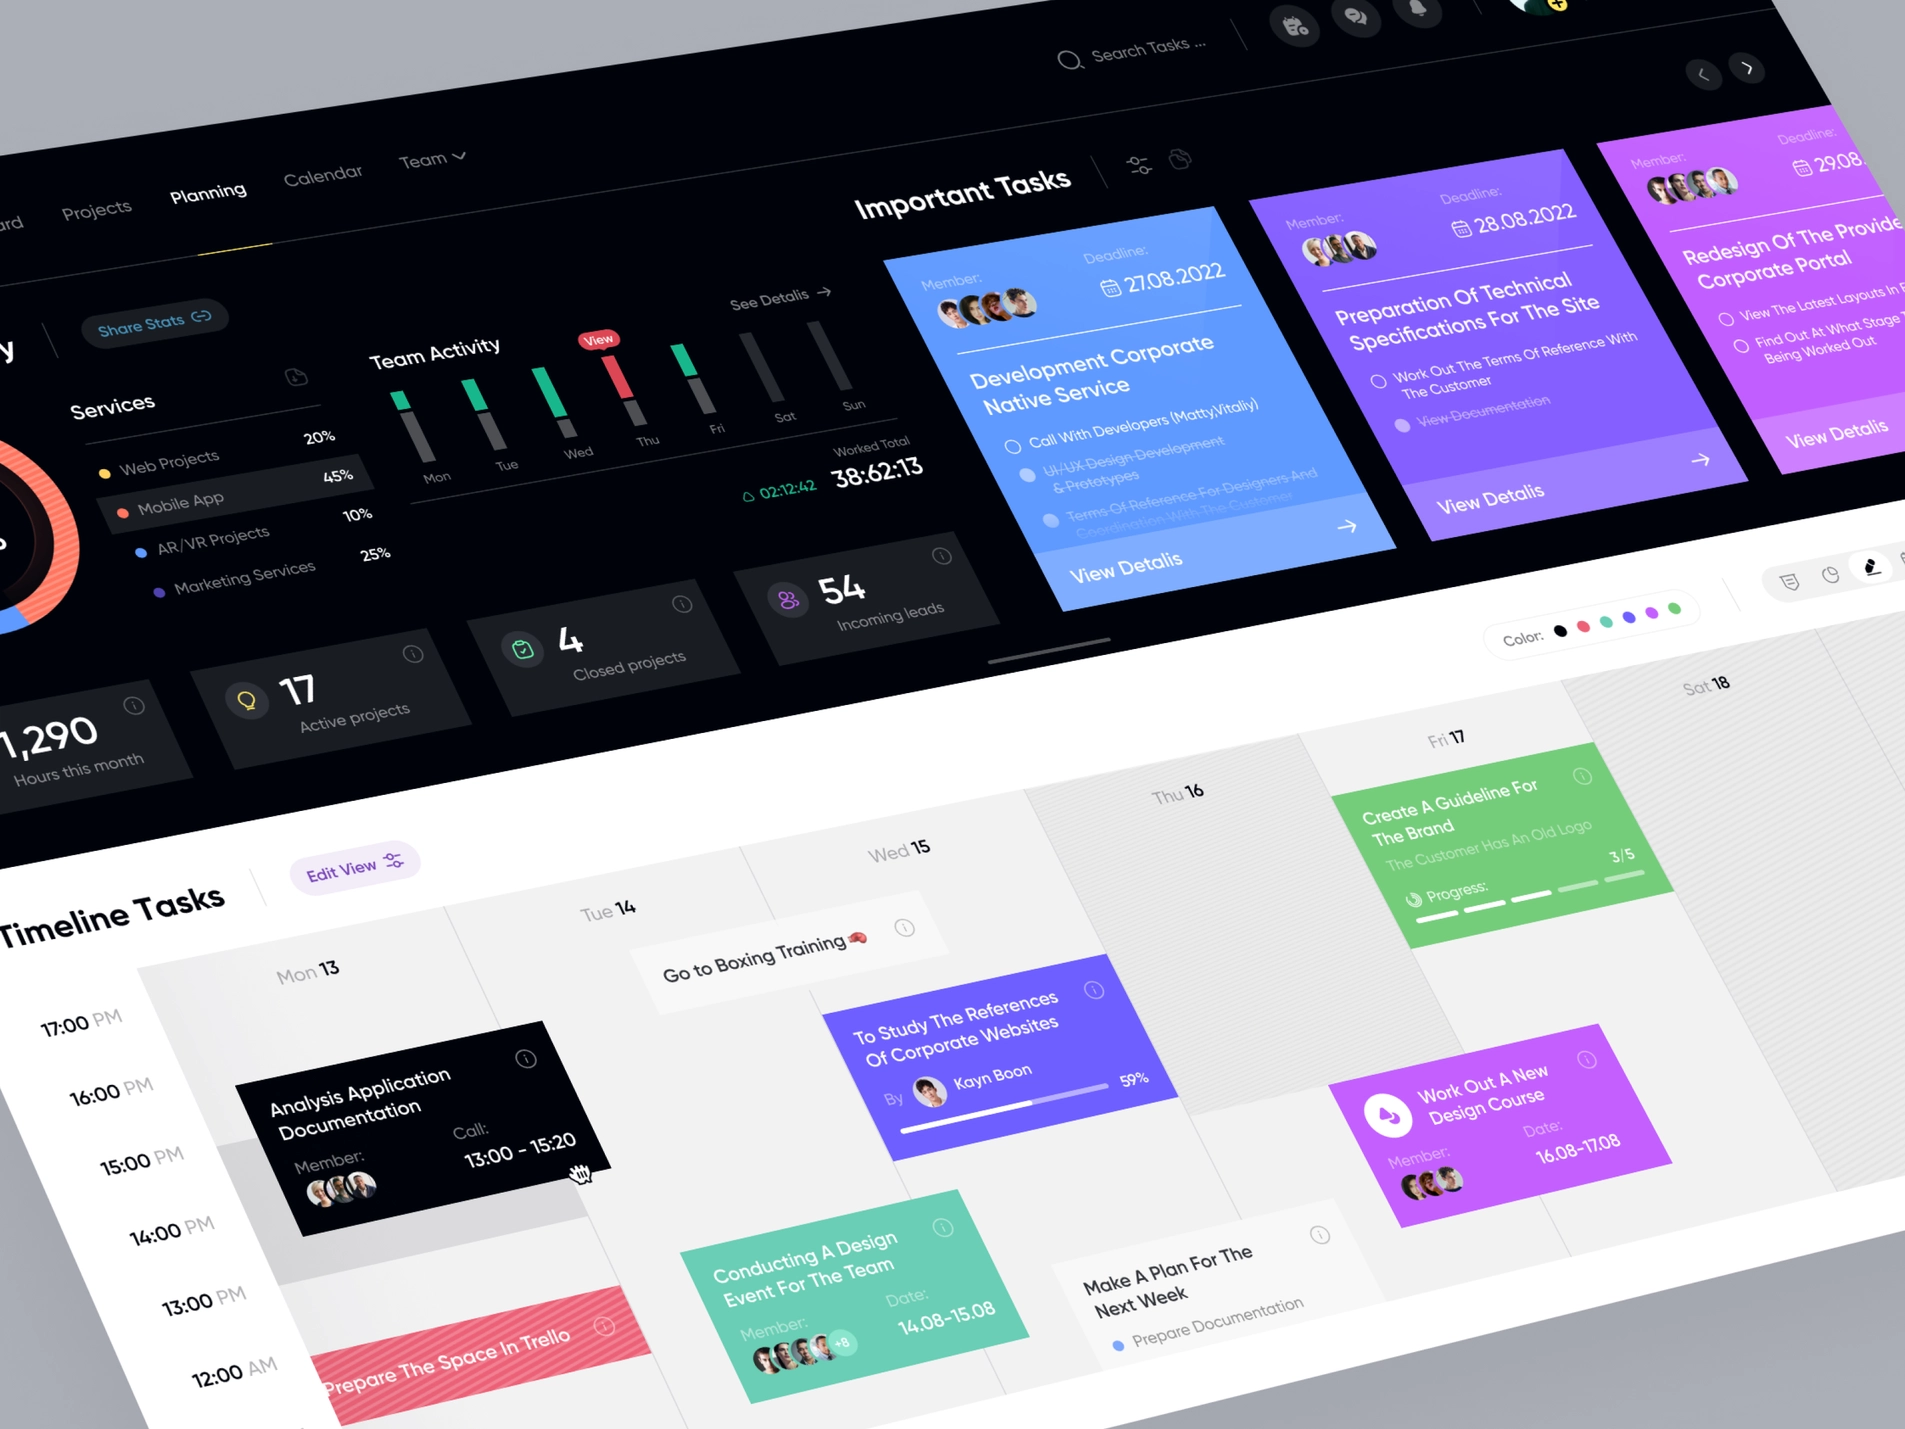 Search Tasks ...
Projects
Planning
Calendar
Team
Share Stats
Services
Web Projects 20%
Mobile App 45%
AR/VR Projects 10%
Marketing Services 25%
Team Activity
See Detalis
View
Mon
Tue
Wed
Thu
Fri
Sat
Sun
Worked Total
02:12:42
38:62:13
1,290
Hours this month
17
Active projects
4
Closed projects
54
Incoming leads
Important Tasks
Member:
Deadline:
27.08.2022
Development Corporate
Native Service
Call With Developers (Matty,Vitaliy)
UI/UX Design Development
& Prototypes
Terms Of Reference For Designers And
Coordination With The Customer
View Detalis
Member:
Deadline:
28.08.2022
Preparation Of Technical
Specifications For The Site
Work Out The Terms Of Reference With
The Customer
View Documentation
View Detalis
Member:
Deadline:
29.08.
Redesign Of The Provide
Corporate Portal
View The Latest Layouts In
Find Out At What Stage
Being Worked Out
View Detalis
Color:
Timeline Tasks
Edit View
Mon 13
Tue 14
Wed 15
Thu 16
Fri 17
Sat 18
17:00 PM
16:00 PM
15:00 PM
14:00 PM
13:00 PM
12:00 AM
Analysis Application
Documentation
Member:
Call:
13:00 - 15:20
Prepare The Space In Trello
Go to Boxing Training
To Study The References
Of Corporate Websites
By Kayn Boon
59%
Conducting A Design
Event For The Team
Member:
+8
Date:
14.08-15.08
Make A Plan For The
Next Week
Prepare Documentation
Create A Guideline For
The Brand
The Customer Has An Old Logo
3/5
Progress:
Work Out A New
Design Course
Member:
Date:
16.08-17.08